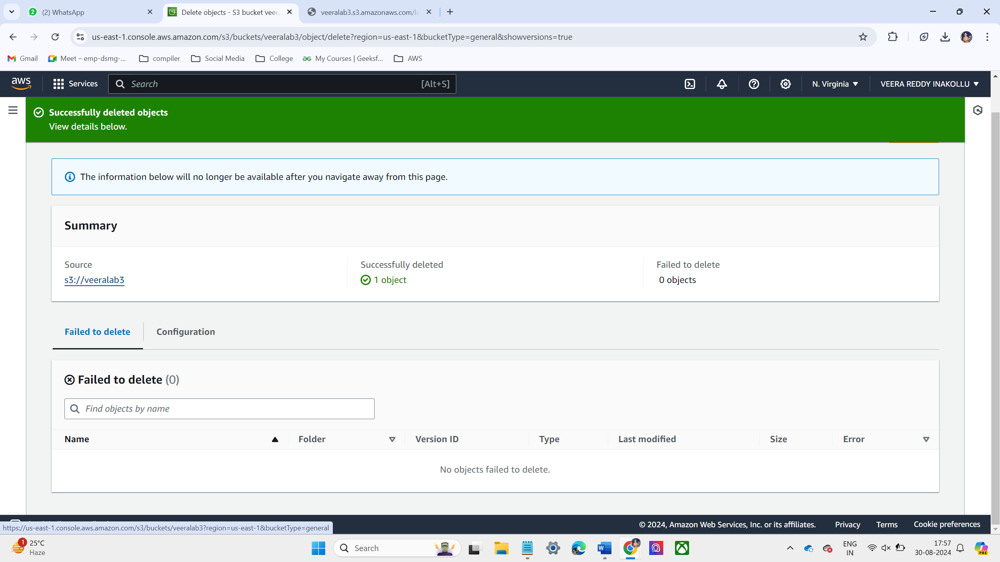 2
(2) WhatsApp
Delete objects - S3 bucket veera
veeralab3.s3.amazonaws.com/la
us-east-1.console.aws.amazon.com/s3/buckets/veeralab3/object/delete?region=us-east-1&bucketType=general&showversions=true
Gmail
Meet – emp-dsmg-...
compiler
Social Media
College
My Courses | Geeksf...
AWS
aws
Services
Search
[Alt+S]
N. Virginia
VEERA REDDY INAKOLLU
Successfully deleted objects
View details below.
The information below will no longer be available after you navigate away from this page.
Summary
Source
s3://veeralab3
Successfully deleted
1 object
Failed to delete
0 objects
Failed to delete
Configuration
Failed to delete (0)
Find objects by name
Name
Folder
Version ID
Type
Last modified
Size
Error
No objects failed to delete.
© 2024, Amazon Web Services, Inc. or its affiliates.
Privacy
Terms
Cookie preferences
https://us-east-1.console.aws.amazon.com/s3/buckets/veeralab3?region=us-east-1&bucketType=general
1
25°C
Haze
Search
W
ENG
IN
17:57
30-08-2024
PRE